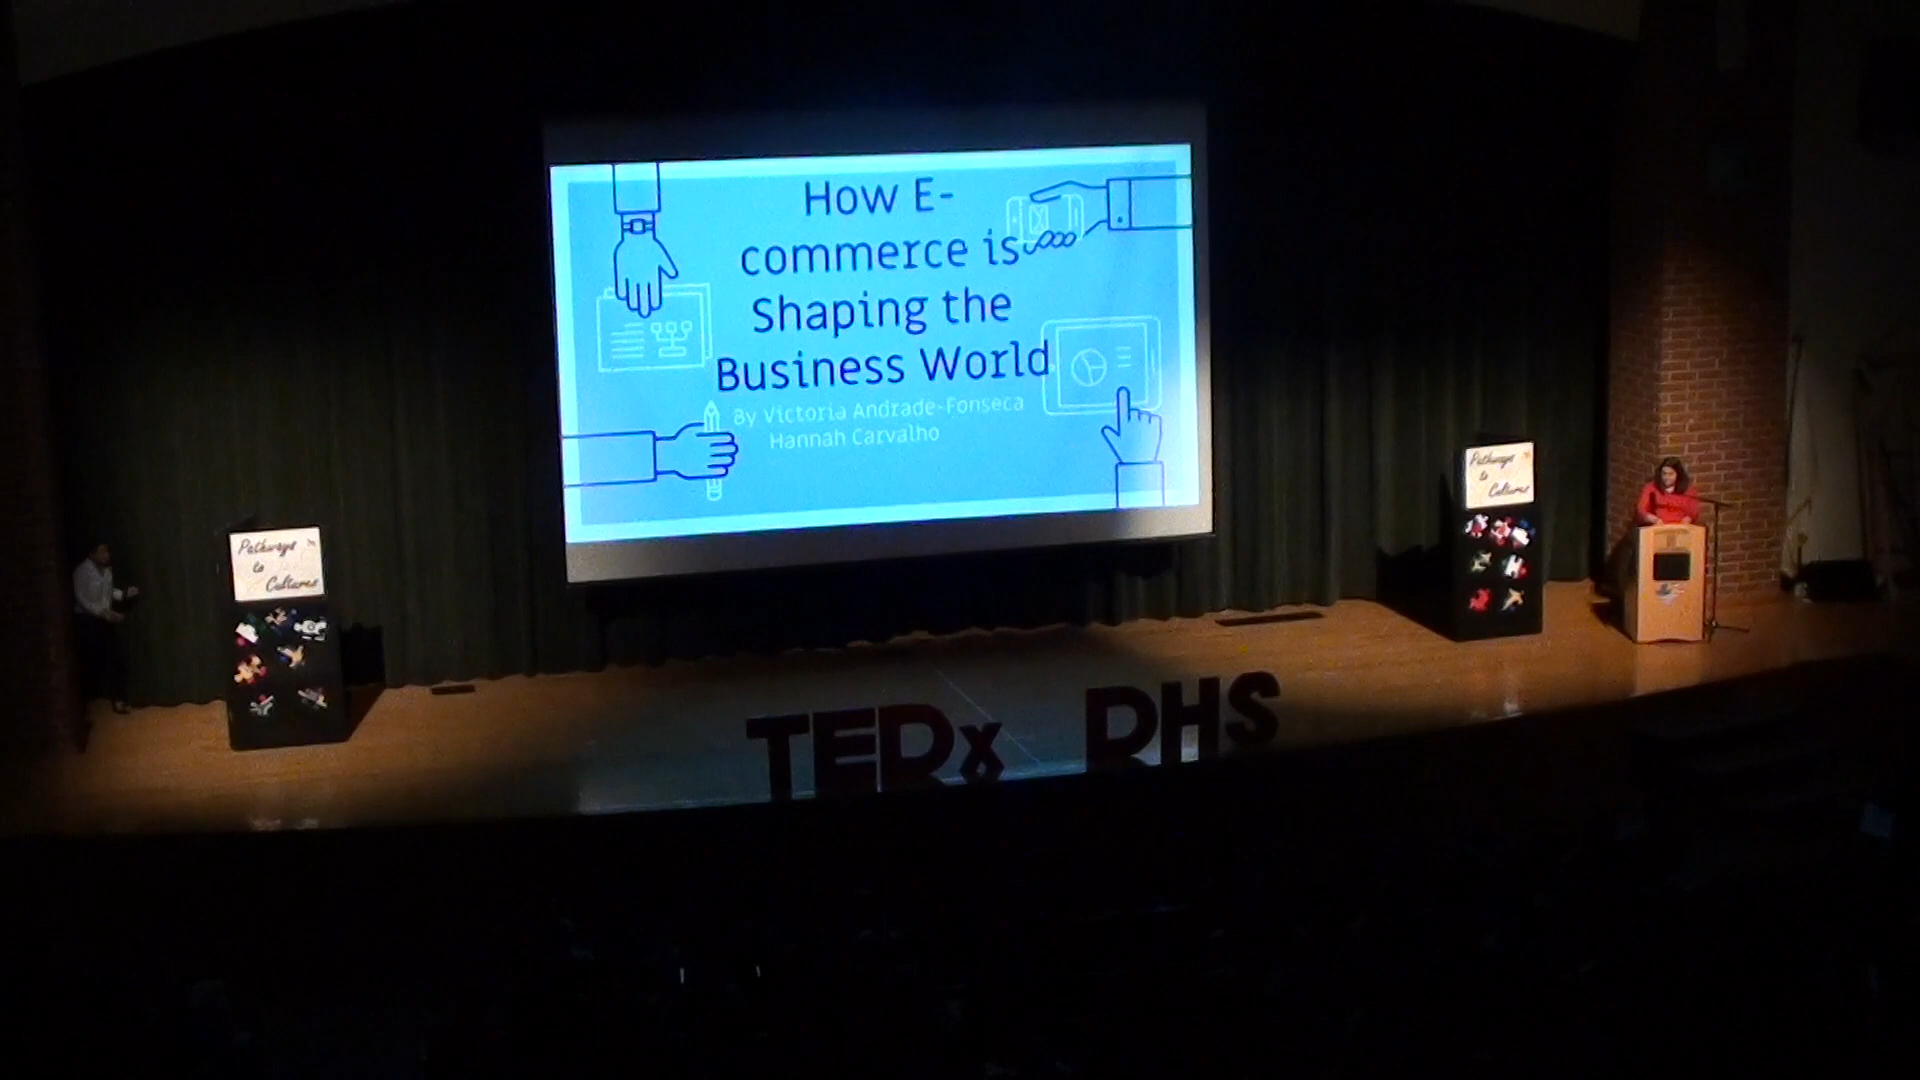 How E-
commerce is
Shaping the
Business World
By Victoria Andrade-Fonseca
Hannah Carvalho
Pathways
to
Cultures
Pathways
to
Cultures
TEDx DHS